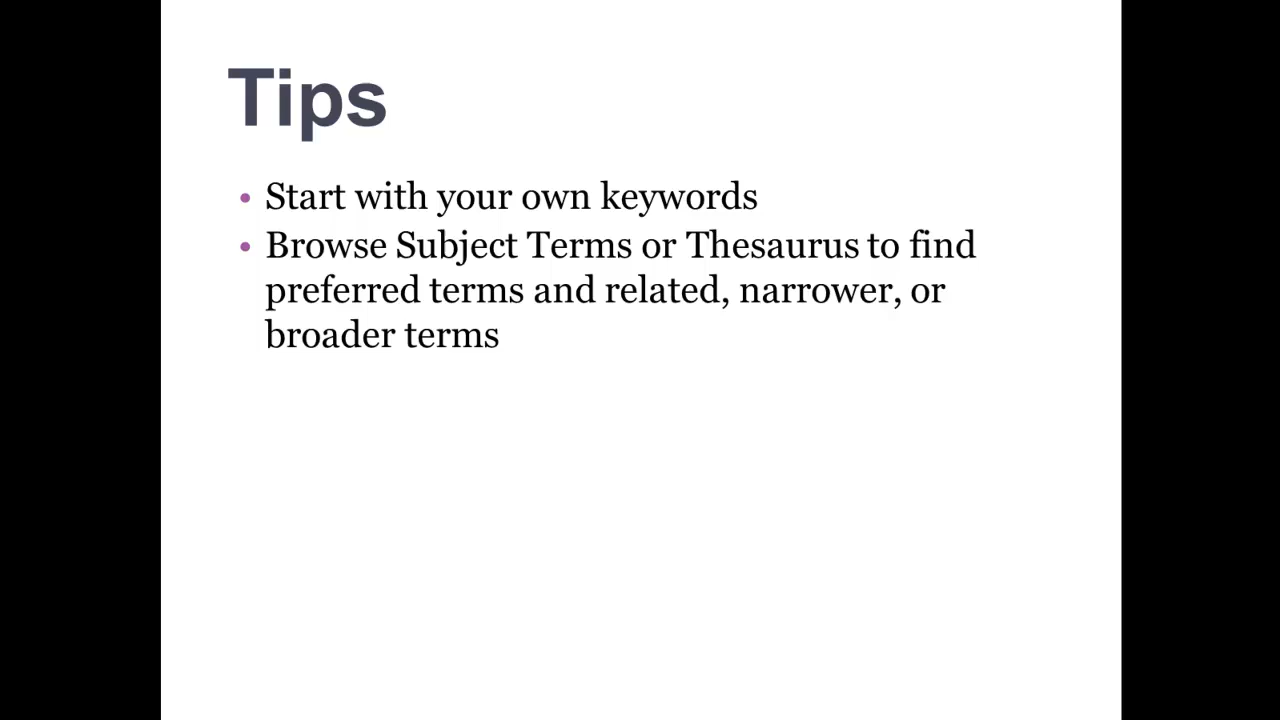 Tips
• Start with your own keywords
• Browse Subject Terms or Thesaurus to find
preferred terms and related, narrower, or
broader terms